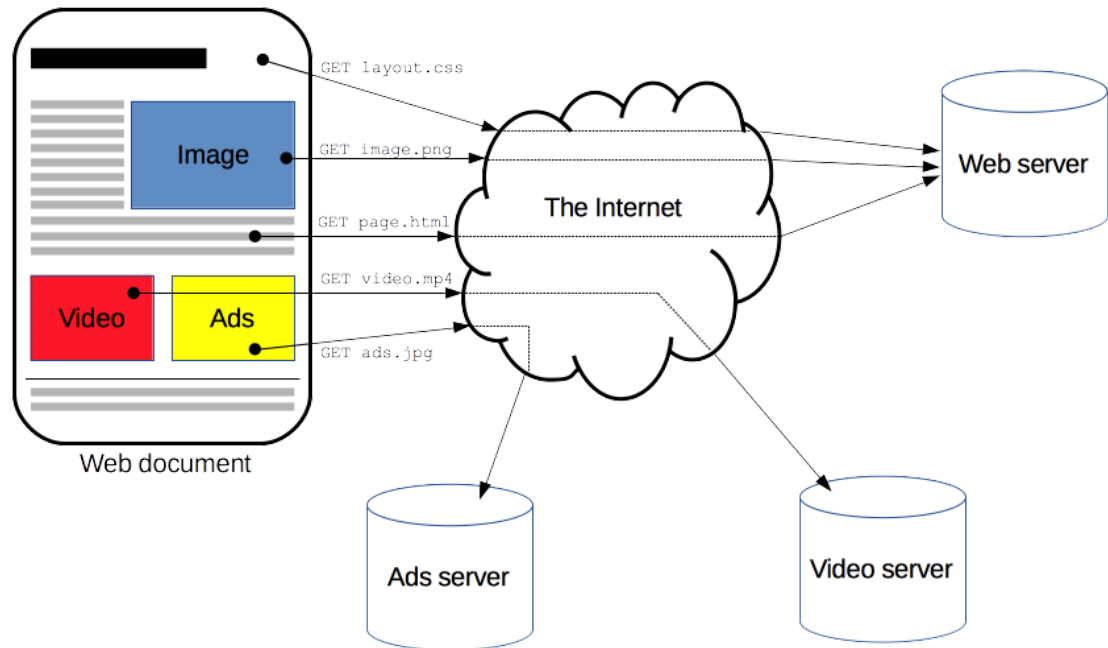 GET layout.css
Image
GET image.png
Web server
The Internet
GET page.html
GET video.mp4
Video
Ads
GET ads.jpg
Web document
Ads server
Video server